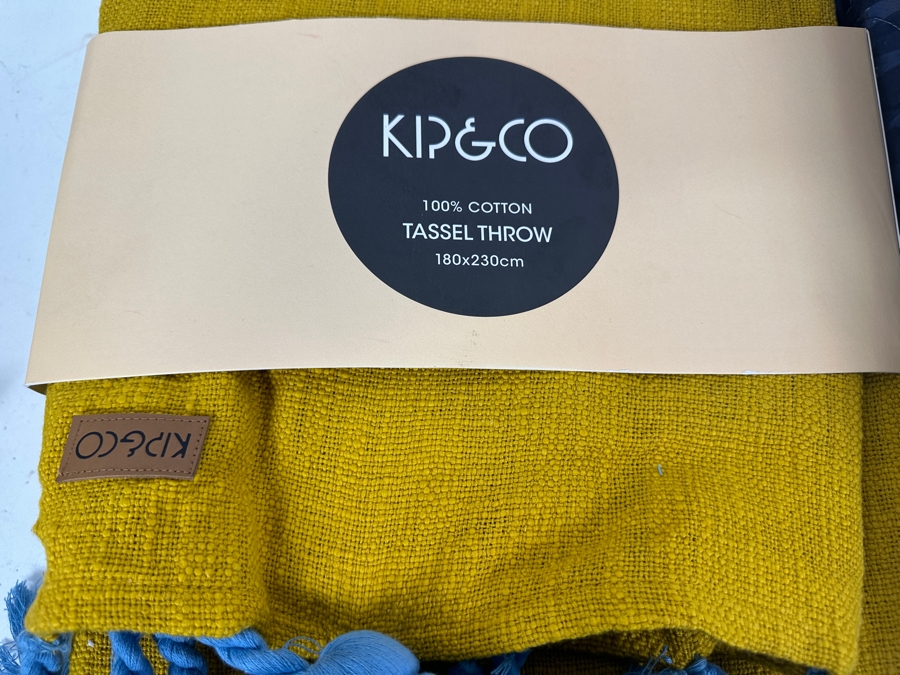 KIP&CO
100% COTTON
TASSEL THROW
180x230cm
KIP&CO